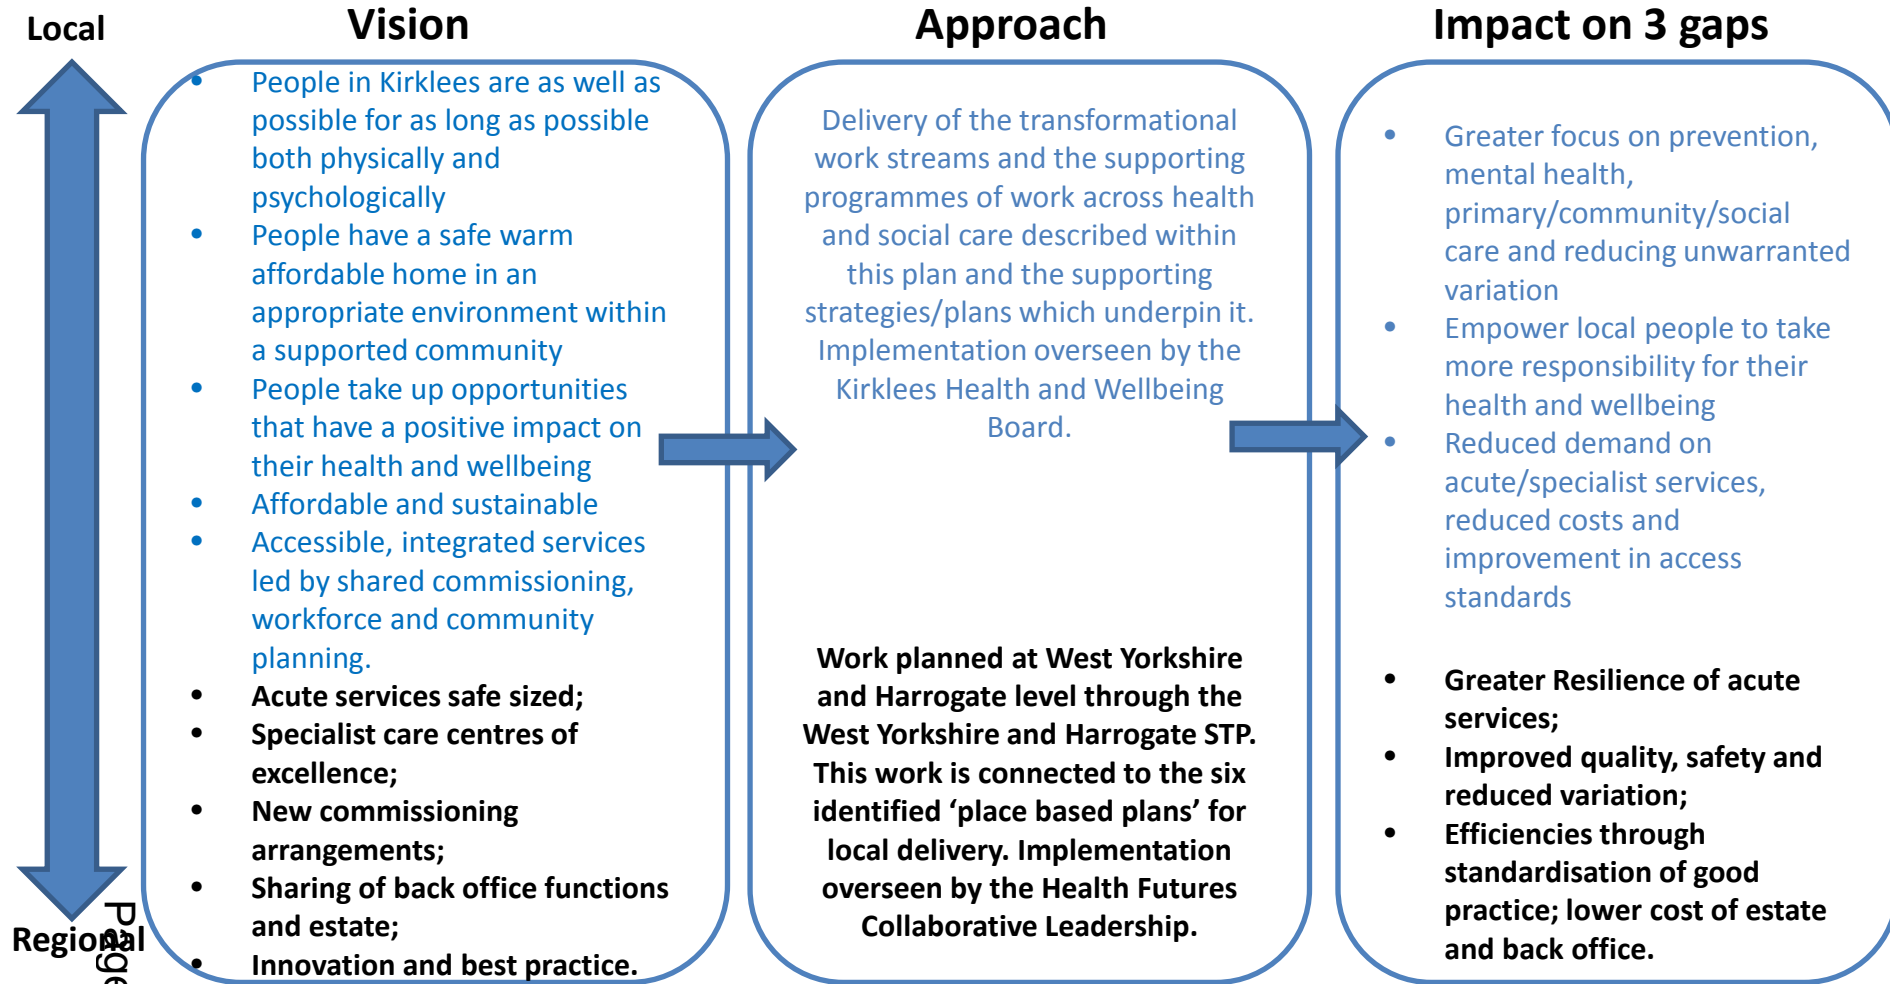 Local
Vision
Approach
Impact on 3 gaps
• People in Kirklees are as well as
possible for as long as possible
both physically and
psychologically
• People have a safe warm
affordable home in an
appropriate environment within
a supported community
• People take up opportunities
that have a positive impact on
their health and wellbeing
• Affordable and sustainable
• Accessible, integrated services
led by shared commissioning,
workforce and community
planning.
• Acute services safe sized;
• Specialist care centres of
excellence;
• New commissioning
arrangements;
• Sharing of back office functions
and estate;
• Innovation and best practice.
Delivery of the transformational
work streams and the supporting
programmes of work across health
and social care described within
this plan and the supporting
strategies/plans which underpin it.
Implementation overseen by the
Kirklees Health and Wellbeing
Board.
Work planned at West Yorkshire
and Harrogate level through the
West Yorkshire and Harrogate STP.
This work is connected to the six
identified ‘place based plans’ for
local delivery. Implementation
overseen by the Health Futures
Collaborative Leadership.
• Greater focus on prevention,
mental health,
primary/community/social
care and reducing unwarranted
variation
• Empower local people to take
more responsibility for their
health and wellbeing
• Reduced demand on
acute/specialist services,
reduced costs and
improvement in access
standards
• Greater Resilience of acute
services;
• Improved quality, safety and
reduced variation;
• Efficiencies through
standardisation of good
practice; lower cost of estate
and back office.
Regional
Page